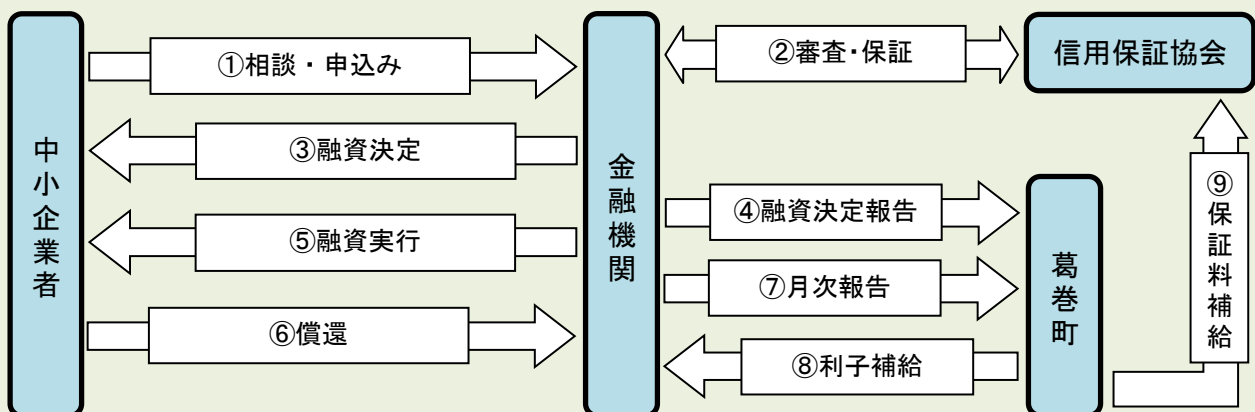 ①相談・申込み
②審査・保証
信用保証協会
③融資決定
中小企業者
金融機関
④融資決定報告
⑤融資実行
⑦月次報告
葛巻町
⑨保証料補給
⑥償還
⑧利子補給